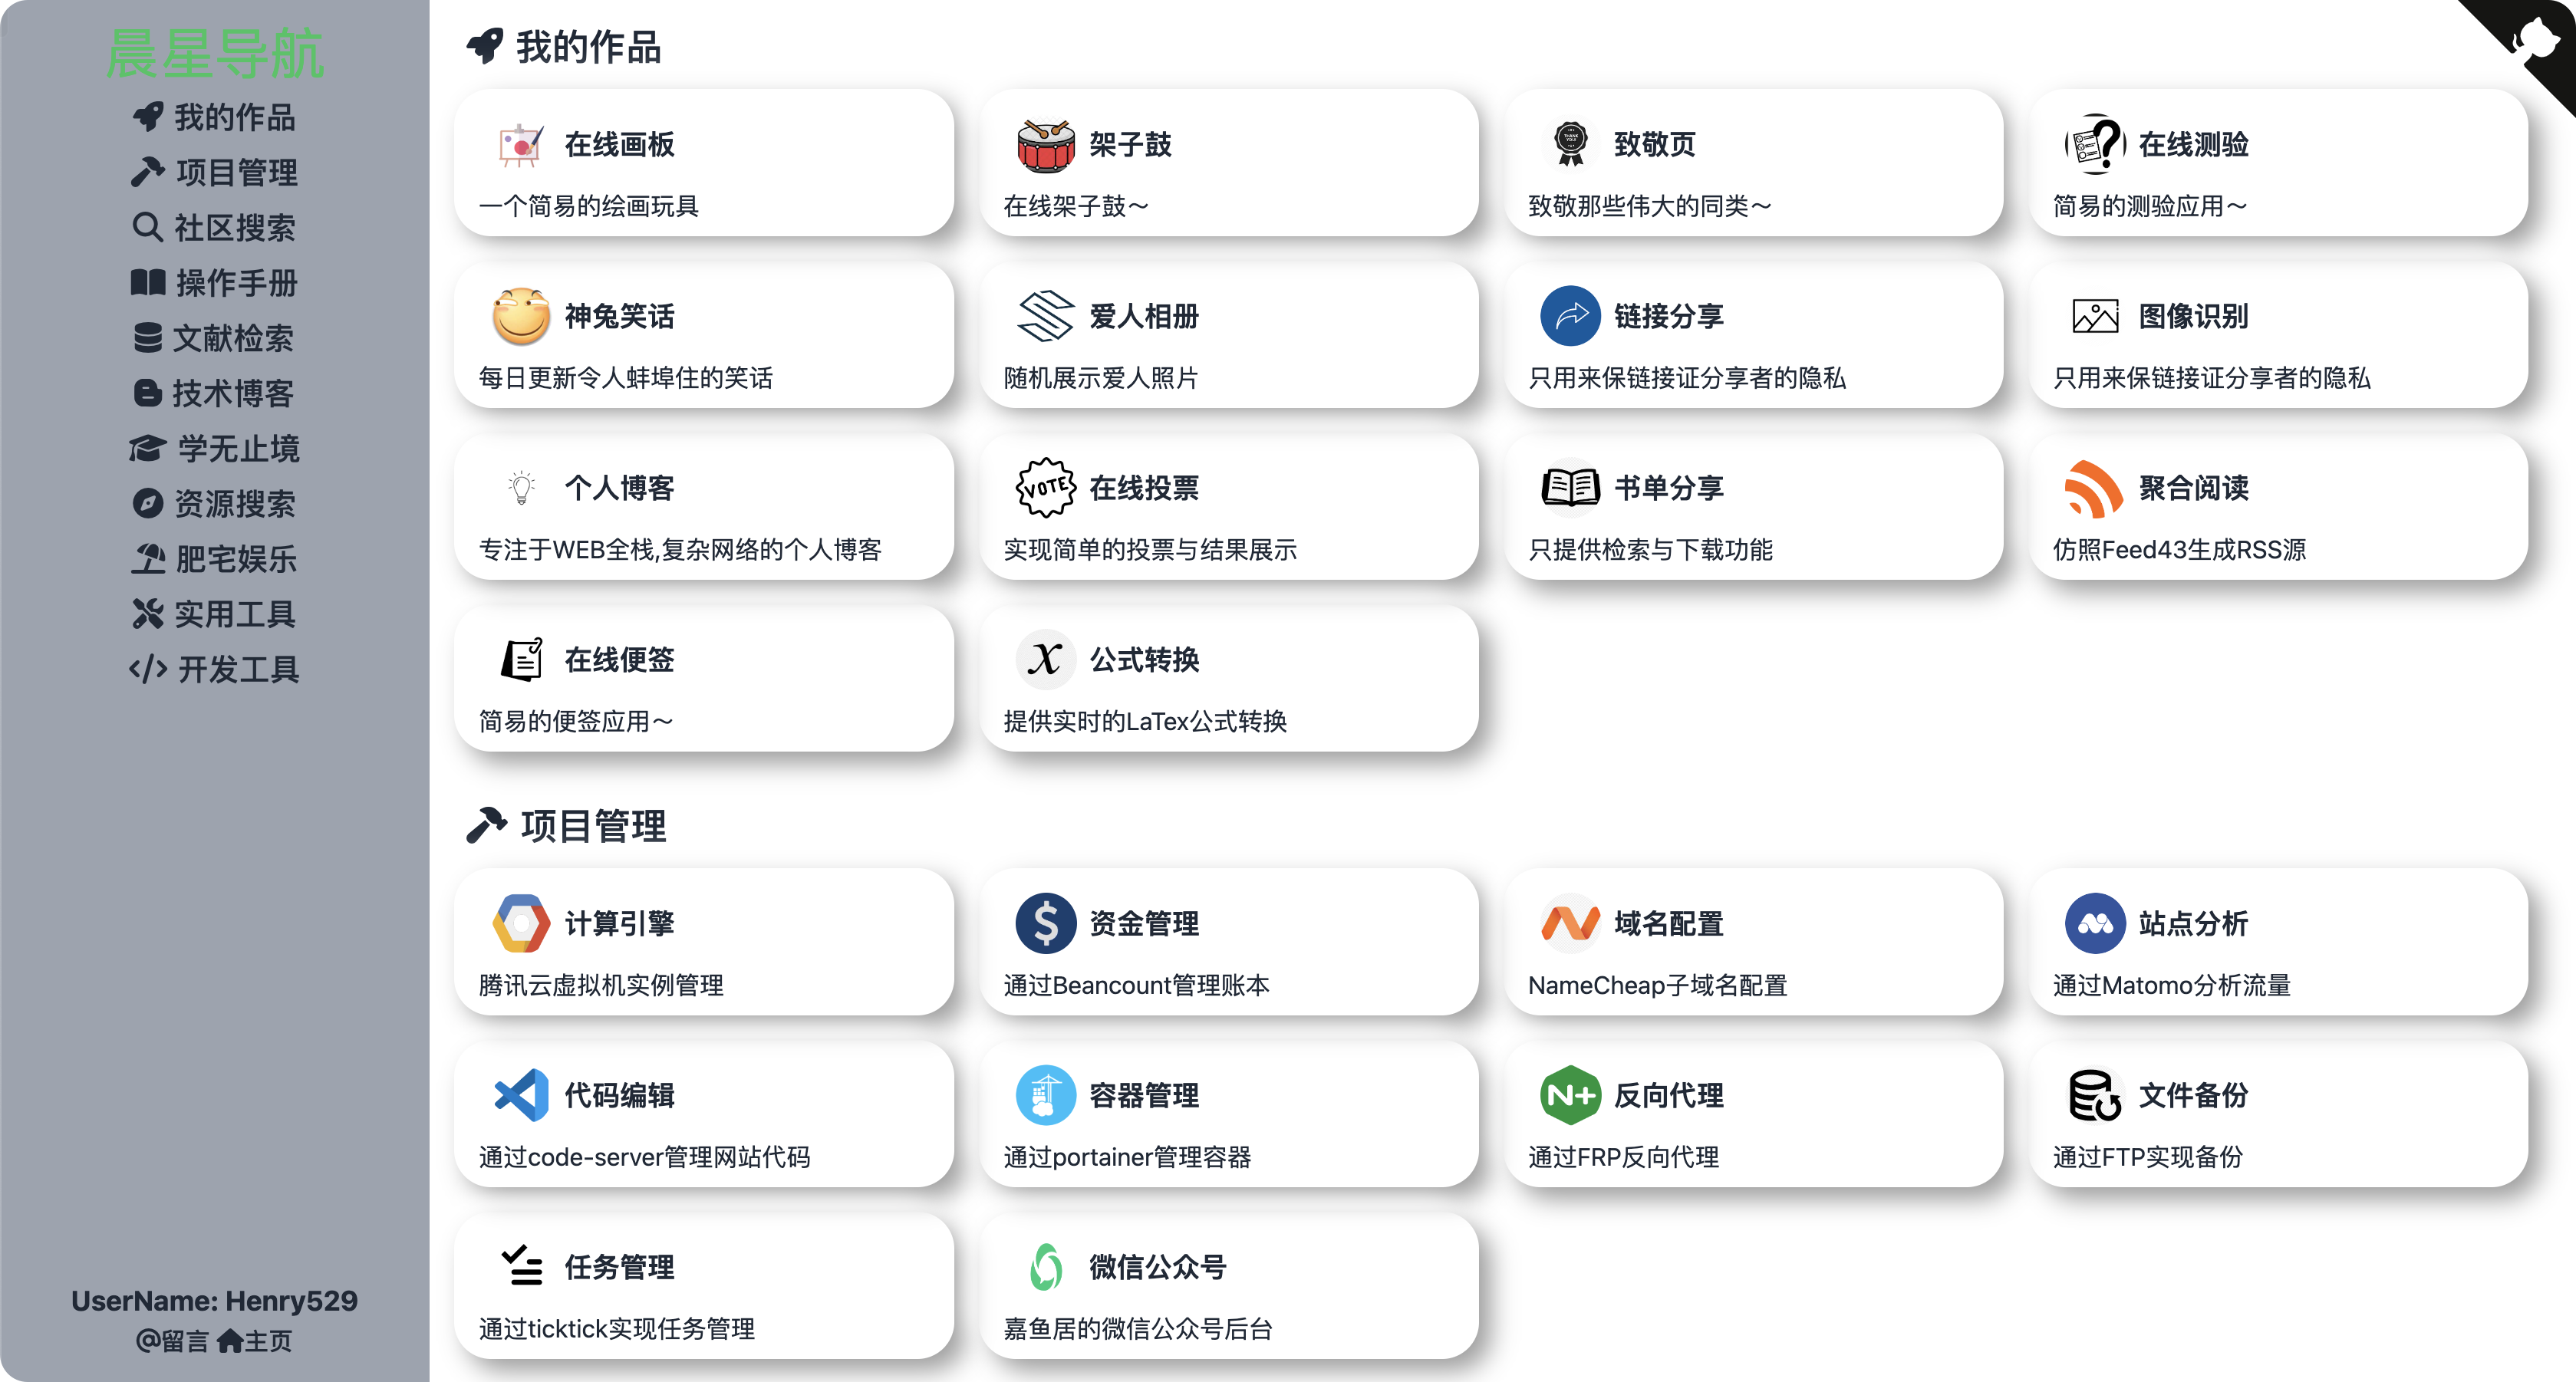 晨星导航
我的作品
项目管理
社区搜索
操作手册
文献检索
技术博客
学无止境
资源搜索
肥宅娱乐
实用工具
开发工具
UserName: Henry529
@留言 主页
我的作品
在线画板
一个简易的绘画玩具
架子鼓
在线架子鼓～
致敬页
致敬那些伟大的同类～
在线测验
简易的测验应用～
神兔笑话
每日更新令人蚌埠住的笑话
爱人相册
随机展示爱人照片
链接分享
只用来保链接证分享者的隐私
图像识别
只用来保链接证分享者的隐私
个人博客
专注于WEB全栈,复杂网络的个人博客
VOTE
在线投票
实现简单的投票与结果展示
书单分享
只提供检索与下载功能
聚合阅读
仿照Feed43生成RSS源
在线便签
简易的便签应用～
X
公式转换
提供实时的LaTex公式转换
项目管理
计算引擎
腾讯云虚拟机实例管理
$
资金管理
通过Beancount管理账本
域名配置
NameCheap子域名配置
站点分析
通过Matomo分析流量
代码编辑
通过code-server管理网站代码
容器管理
通过portainer管理容器
N+
反向代理
通过FRP反向代理
文件备份
通过FTP实现备份
任务管理
通过ticktick实现任务管理
微信公众号
嘉鱼居的微信公众号后台